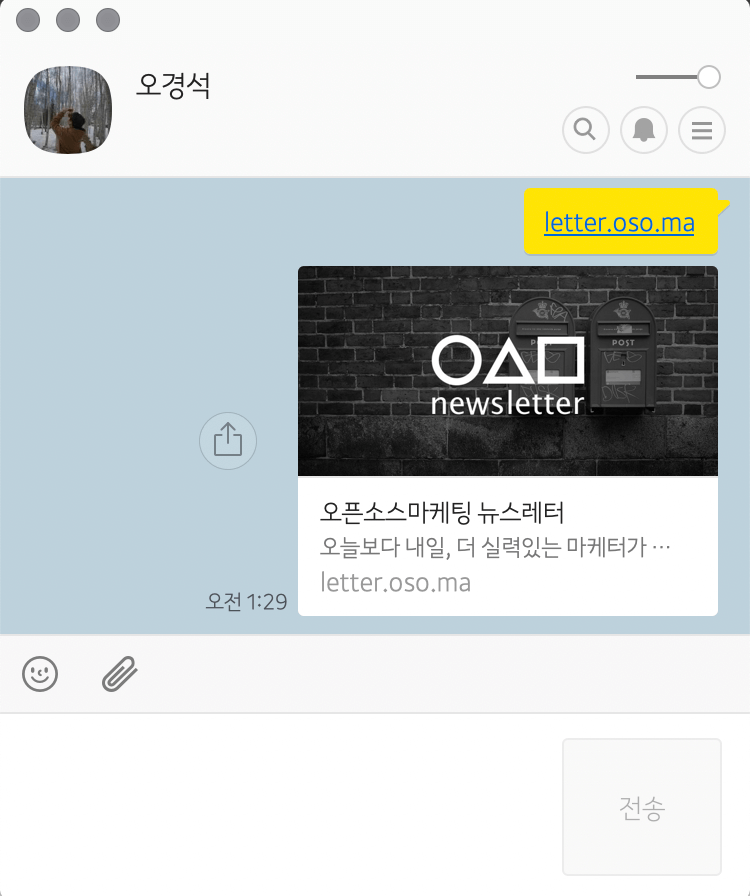 오경석
letter.oso.ma
POST
POST
newsletter
오픈소스마케팅 뉴스레터
오늘보다 내일, 더 실력있는 마케터가 …
letter.oso.ma
오전 1:29
전송